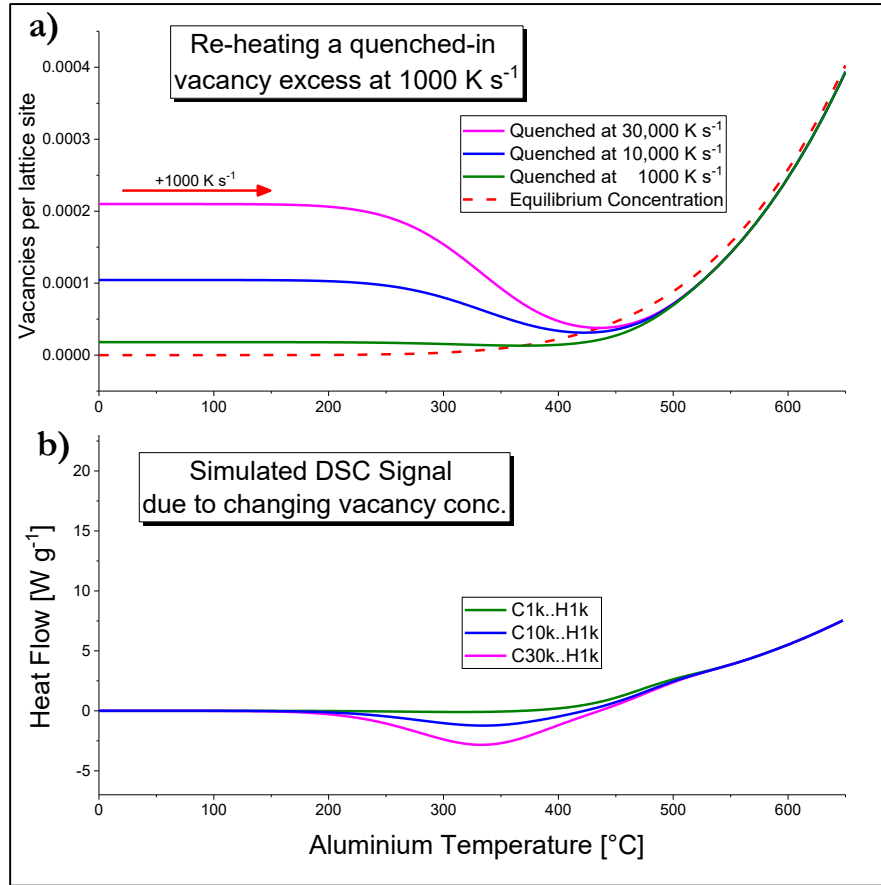 a)
Re-heating a quenched-in
vacancy excess at 1000 K s⁻¹
Quenched at 30,000 K s⁻¹
Quenched at 10,000 K s⁻¹
Quenched at 1000 K s⁻¹
Equilibrium Concentration
+1000 K s⁻¹
Vacancies per lattice site
0.0004
0.0003
0.0002
0.0001
0.0000
0 100 200 300 400 500 600
b)
Simulated DSC Signal
due to changing vacancy conc.
C1k..H1k
C10k..H1k
C30k..H1k
Heat Flow [W g⁻¹]
20
15
10
5
0
-5
0 100 200 300 400 500 600
Aluminium Temperature [°C]